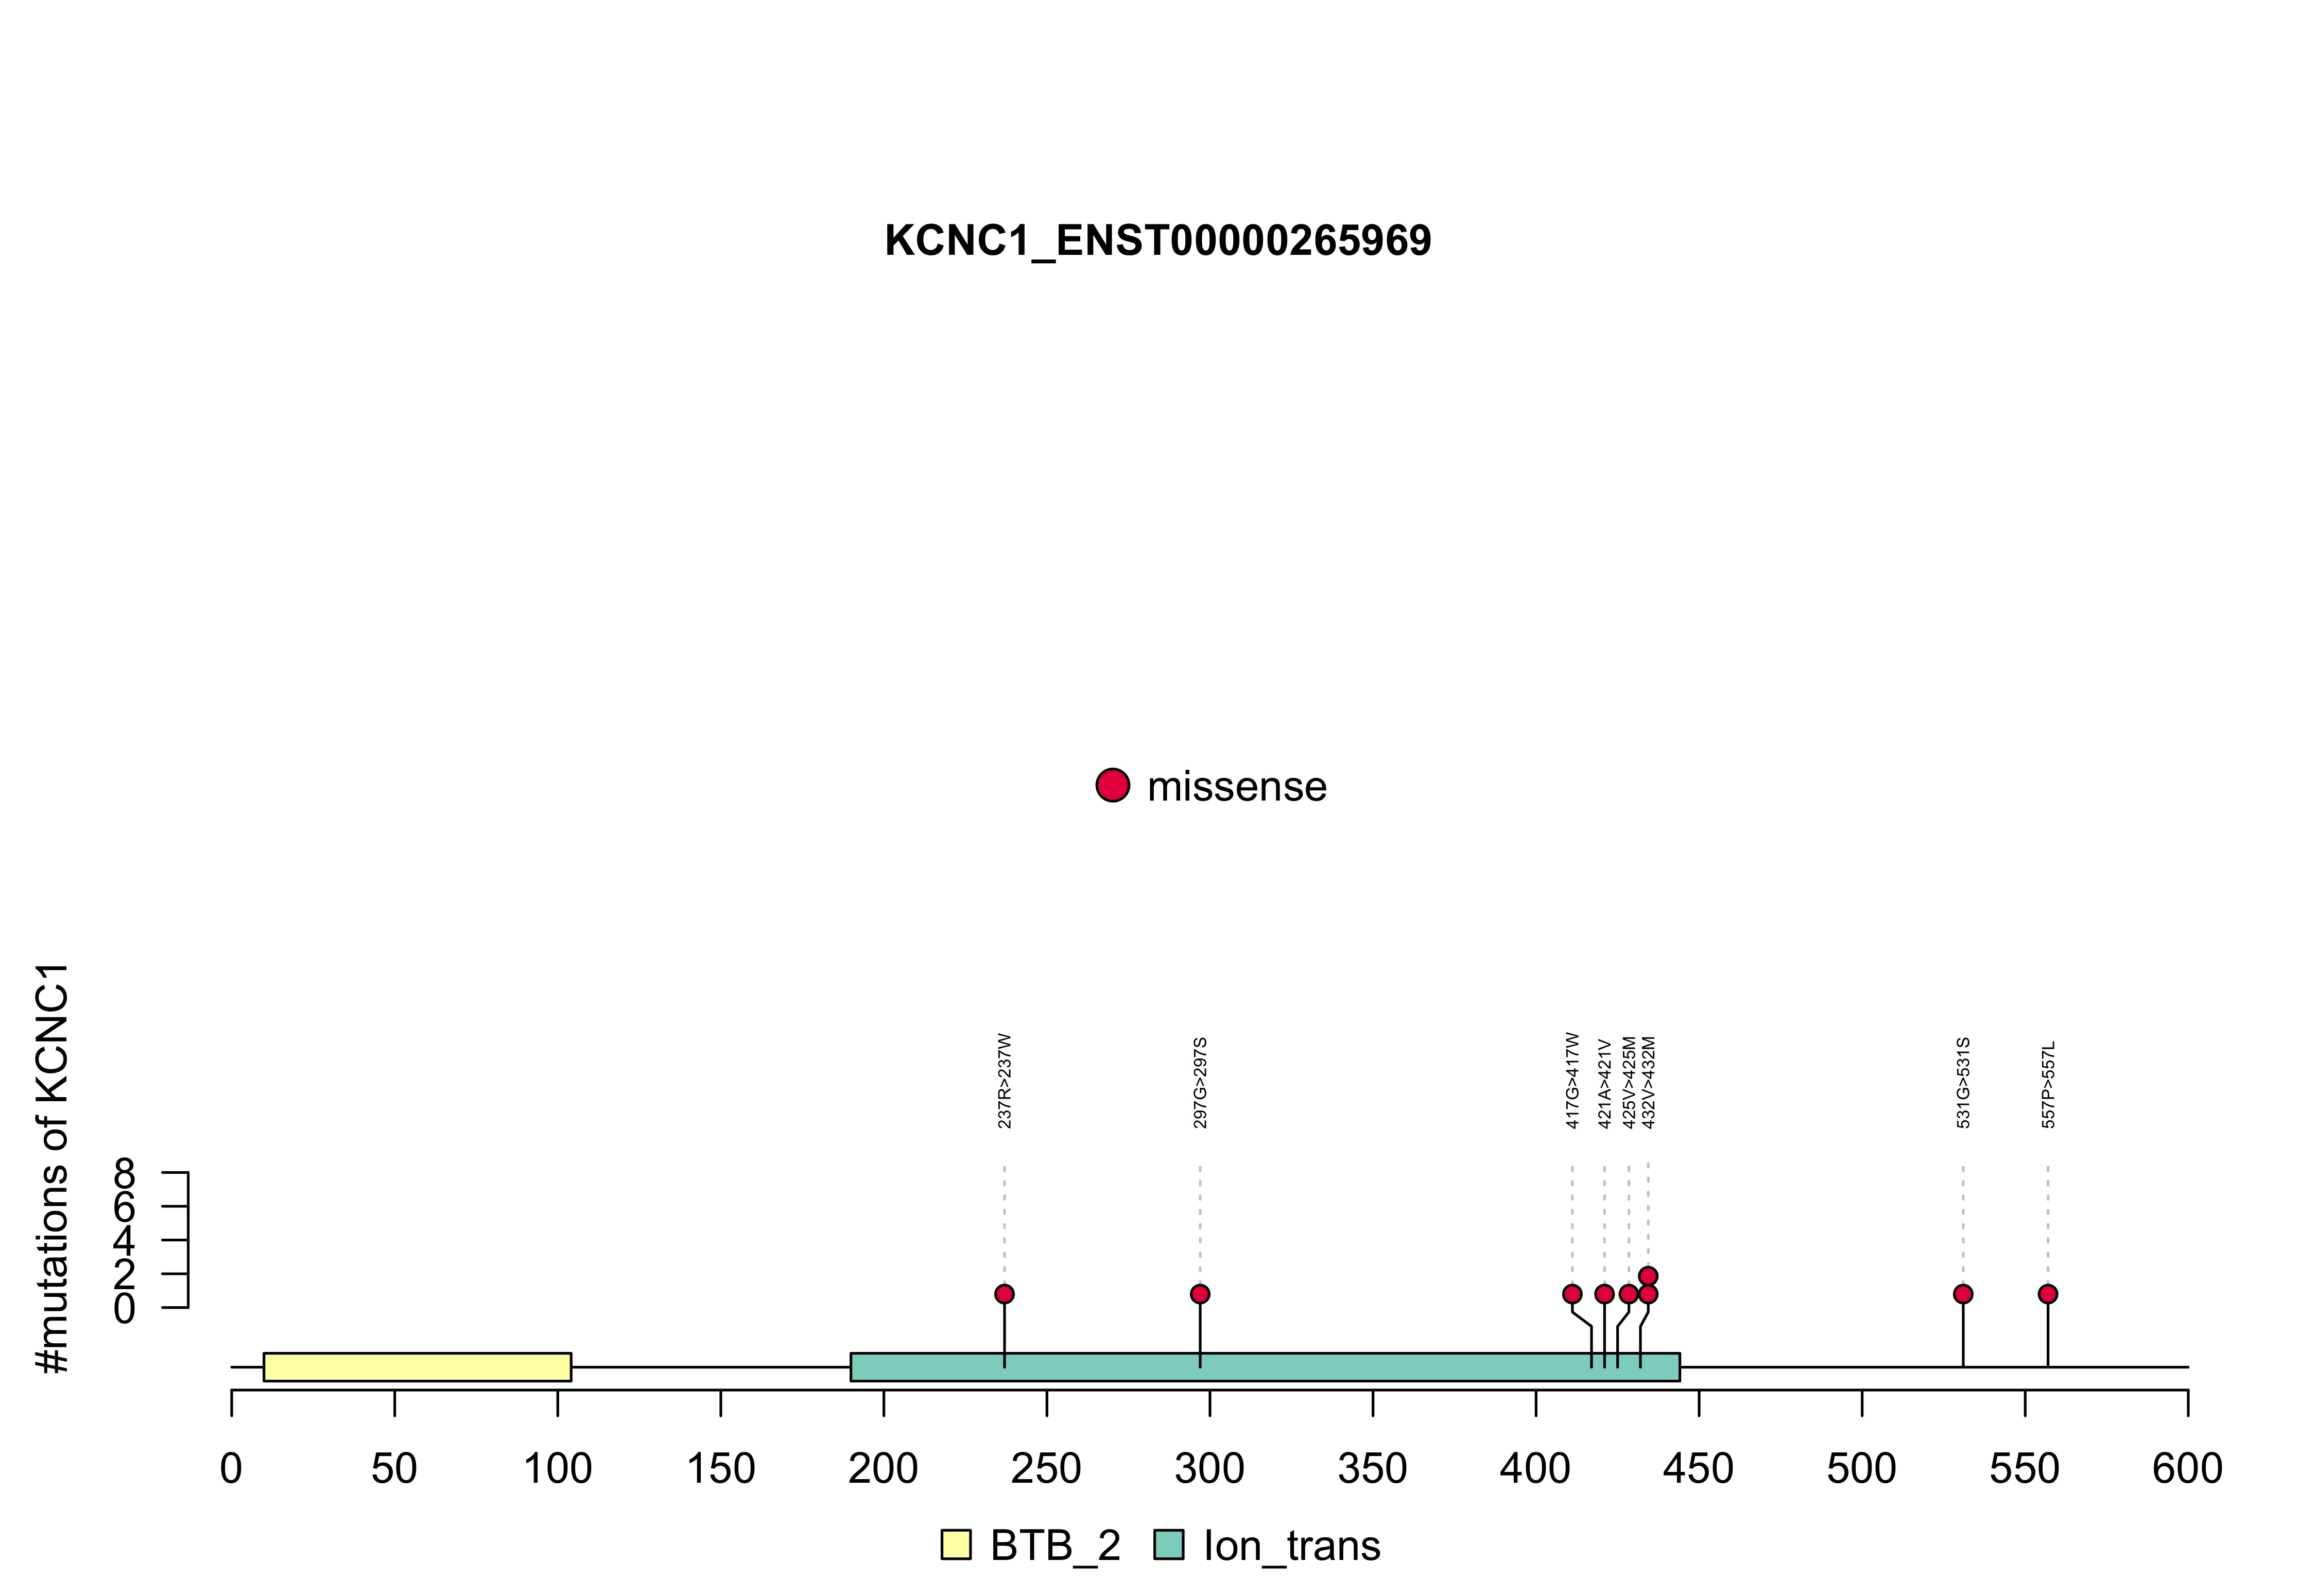 KCNC1_ENST00000265969
missense
#mutations of KCNC1
237R>237W
297G>297S
417G>417W
421A>421V
425V>425M
432V>432M
531G>531S
557P>557L
8
6
4
2
0
0 50 100 150 200 250 300 350 400 450 500 550 600
BTB_2 Ion_trans